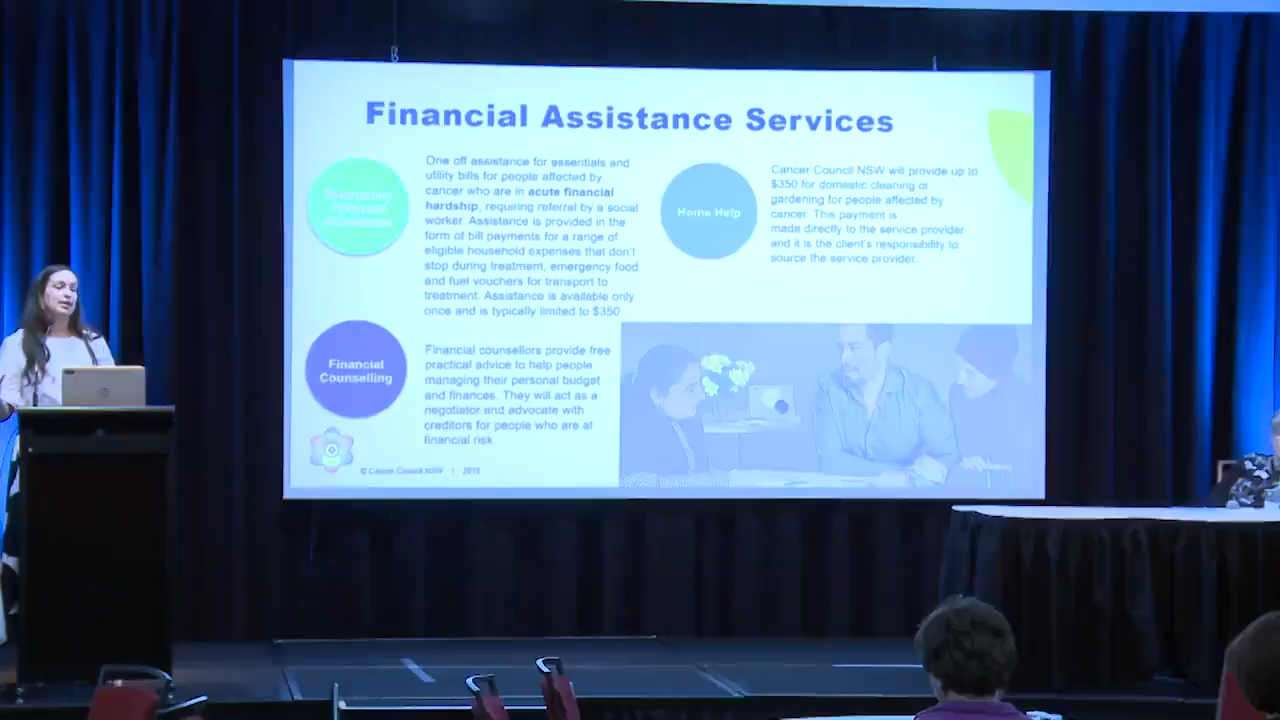 Financial Assistance Services
Emergency
Financial
Assistance
One off assistance for essentials and
utility bills for people affected by
cancer who are in acute financial
hardship, requiring referral by a social
worker. Assistance is provided in the
form of bill payments for a range of
eligible household expenses that don't
stop during treatment, emergency food
and fuel vouchers for transport to
treatment. Assistance is available only
once and is typically limited to $350
Home Help
Cancer Council NSW will provide up to
$350 for domestic cleaning or
gardening for people affected by
cancer. This payment is
made directly to the service provider
and it is the client's responsibility to
source the service provider
Financial
Counselling
Financial counsellors provide free
practical advice to help people
managing their personal budget
and finances. They will act as a
negotiator and advocate with
creditors for people who are at
financial risk
© Cancer Council NSW | 2018